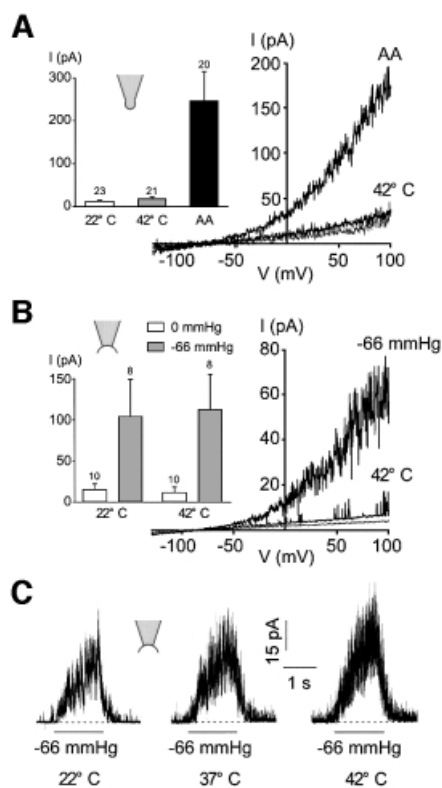 A
I (pA)
300
200
100
0
23
21
20
22° C
42° C
AA
I (pA)
200
150
100
50
AA
42° C
-100
-50
50
100
V (mV)
B
0 mmHg
-66 mmHg
I (pA)
150
100
50
0
10
8
10
8
22° C
42° C
I (pA)
80
60
40
20
-66 mmHg
42° C
-100
-50
50
100
V (mV)
C
15 pA
1 s
-66 mmHg
-66 mmHg
-66 mmHg
22° C
37° C
42° C